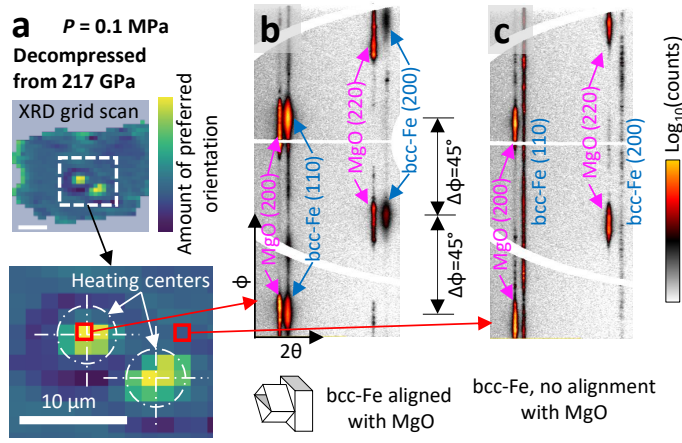 a
P = 0.1 MPa
Decompressed
from 217 GPa
XRD grid scan
Amount of preferred
orientation
Heating centers
10 μm
b
MgO (200)
bcc-Fe (110)
MgO (220)
bcc-Fe (200)
ϕ
2θ
Δϕ=45°
Δϕ=45°
bcc-Fe aligned
with MgO
c
MgO (200)
bcc-Fe (110)
MgO (220)
bcc-Fe (200)
bcc-Fe, no alignment
with MgO
Log₁₀(counts)